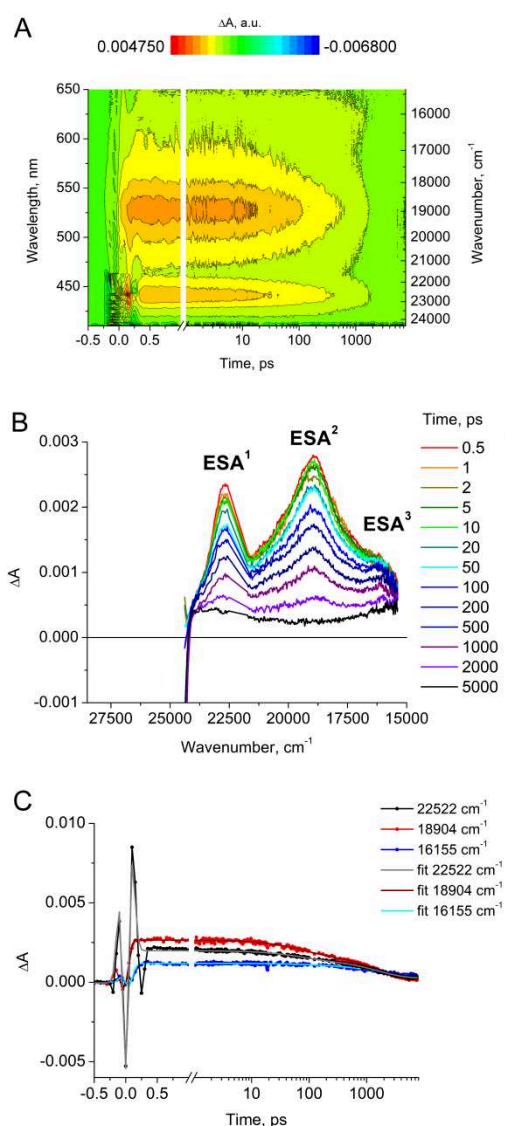 A
ΔA, a.u.
0.004750
-0.006800
650
600
550
500
450
Wavelength, nm
16000
17000
18000
19000
20000
21000
22000
23000
24000
Wavenumber, cm-1
-0.5 0.0 0.5 10 100 1000
Time, ps
B
Time, ps
0.5
1
2
5
10
20
50
100
200
500
1000
2000
5000
ESA1
ESA2
ESA3
0.003
0.002
0.001
0.000
-0.001
ΔA
27500 25000 22500 20000 17500 15000
Wavenumber, cm-1
C
22522 cm-1
18904 cm-1
16155 cm-1
fit 22522 cm-1
fit 18904 cm-1
fit 16155 cm-1
0.010
0.005
0.000
-0.005
ΔA
-0.5 0.0 0.5 10 100 1000
Time, ps